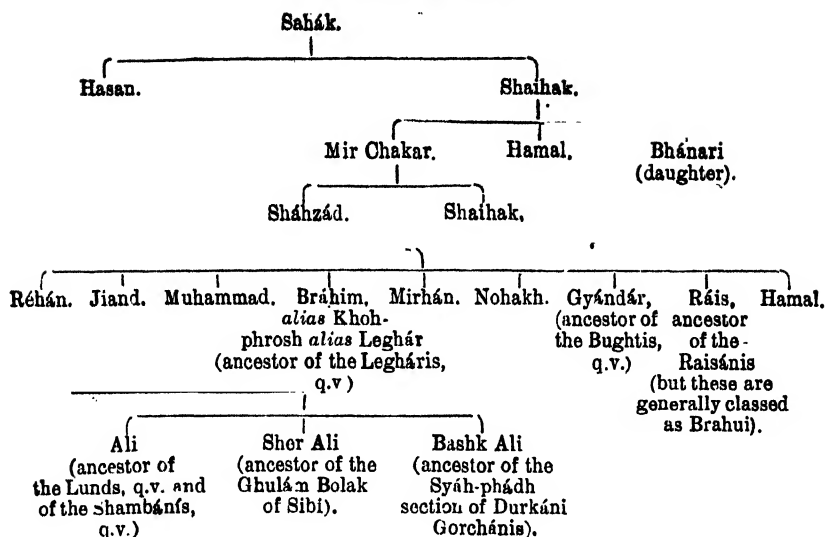 Sahák.
Hasan. Shaihak.
Mir Chakar. Hamal. Bhánari
(daughter).
Sháhzád. Shaihak.
Réhán. Jiand. Muhammad. Bráhim, Mirhán. Nohakh. Gyándár, Ráis, Hamal.
alias Khoh- (ancestor of ancestor
phrosh alias Leghár the Bughtis, of the
(ancestor of the Legháris, q.v.) Raisánis
q.v) (but these are
generally classed
as Brahui).
Ali Sher Ali Bashk Ali
(ancestor of (ancestor of the (ancestor of the
the Lunds, q.v. and Ghulám Bolak Syáh-phádh
of the Shambánís, of Sibi). section of Durkáni
q.v.) Gorchánis).